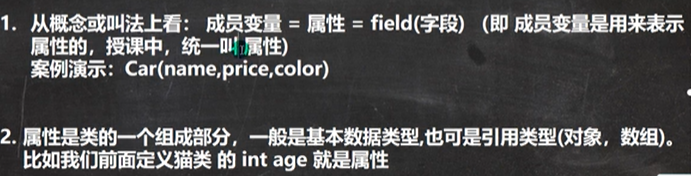 1. 从概念或叫法上看： 成员变量 = 属性 = field(字段) （即 成员变量是用来表示
属性的，授课中，统一叫 属性)
案例演示：Car(name,price,color)
2. 属性是类的一个组成部分，一般是基本数据类型,也可是引用类型(对象，数组)。
比如我们前面定义猫类 的 int age 就是属性